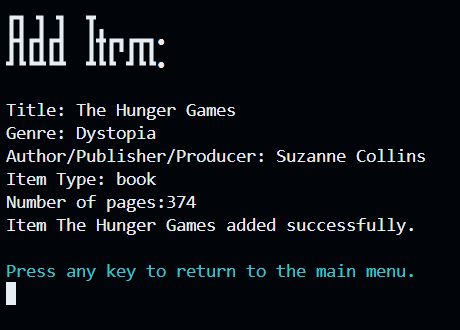 Add Item:
Title: The Hunger Games
Genre: Dystopia
Author/Publisher/Producer: Suzanne Collins
Item Type: book
Number of pages:374
Item The Hunger Games added successfully.
Press any key to return to the main menu.